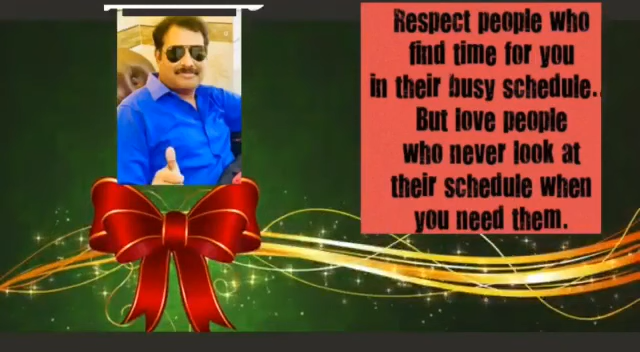 Respect people who
find time for you
in their busy schedule..
But love people
who never look at
their schedule when
you need them.